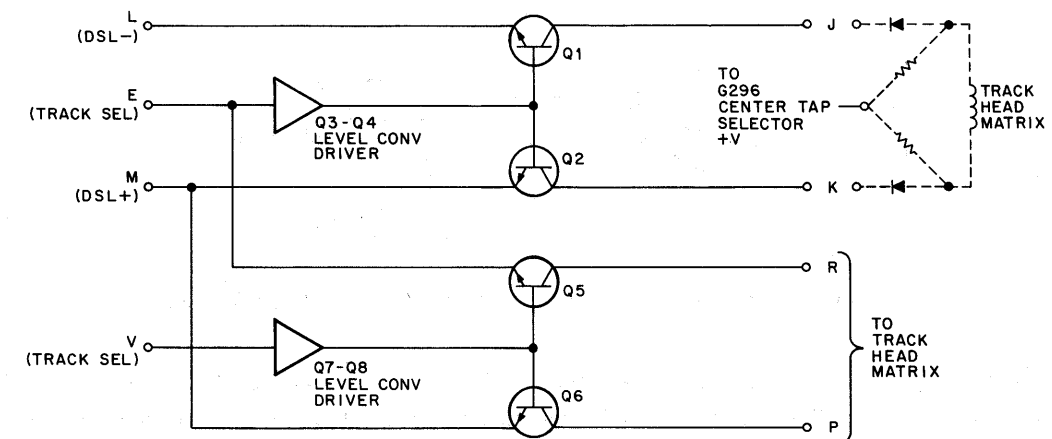 L
(DSL-)
Q1
J
E
(TRACK SEL)
Q3-Q4
LEVEL CONV
DRIVER
TO
G296
CENTER TAP
SELECTOR
+V
TRACK
HEAD
MATRIX
Q2
M
(DSL+)
K
Q5
R
V
(TRACK SEL)
Q7-Q8
LEVEL CONV
DRIVER
TO
TRACK
HEAD
MATRIX
Q6
P